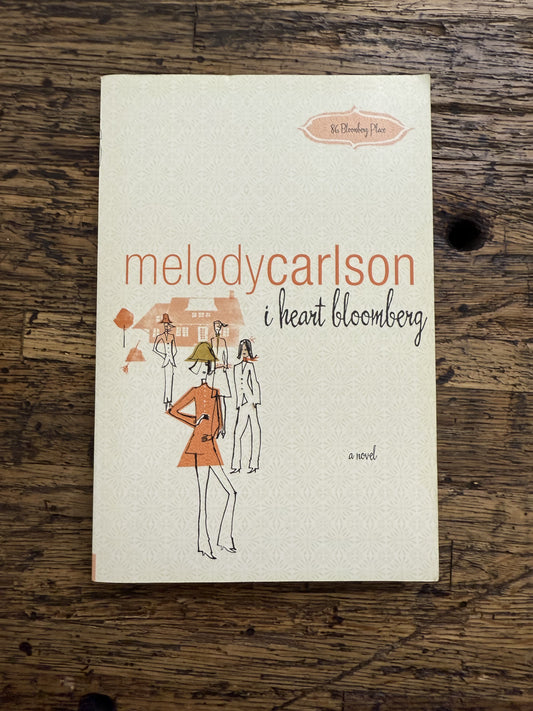 86 Bloomberg Place
melodycarlson
i heart bloomberg
a novel